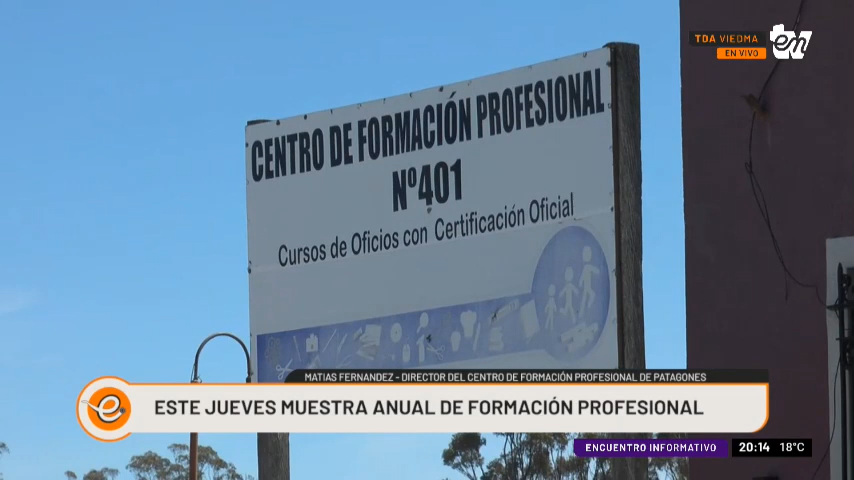 TDA VIEDMA
EN VIVO
en
CENTRO DE FORMACIÓN PROFESIONAL
Nº401
Cursos de Oficios con Certificación Oficial
MATIAS FERNANDEZ - DIRECTOR DEL CENTRO DE FORMACIÓN PROFESIONAL DE PATAGONES
ESTE JUEVES MUESTRA ANUAL DE FORMACIÓN PROFESIONAL
ENCUENTRO INFORMATIVO
20:14 18°C